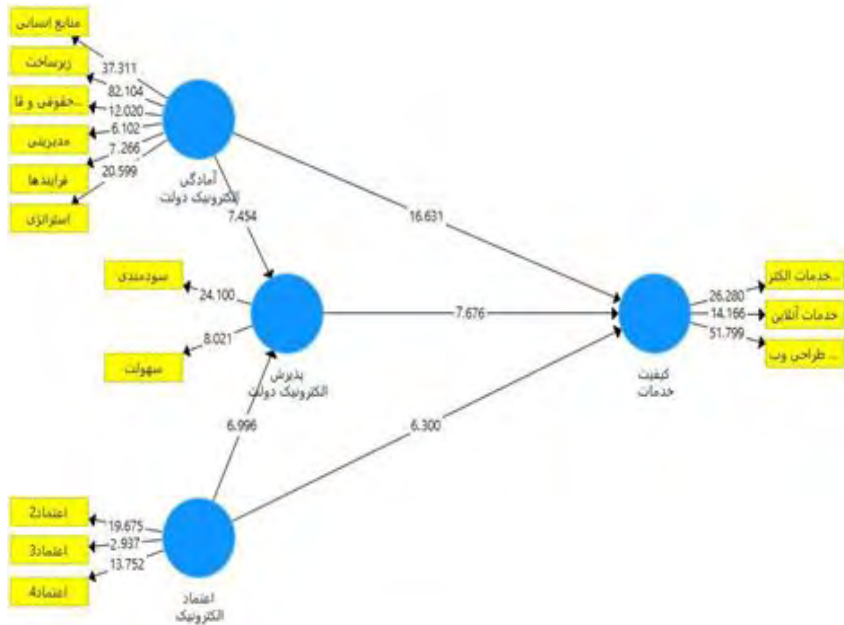 منابع انسانی
37.311
زیرساخت
82.104
حقوقی و قا...
12.020
مدیریتی
6.102
فرایندها
7.266
استراتژی
20.599
آمادگی
الکترونیک دولت
7.454
16.631
سودمندی
24.100
سهولت
8.021
پذیرش
الکترونیک دولت
7.676
خدمات الکتر...
26.280
خدمات آنلاین
14.166
طراحی وب ...
51.799
کیفیت
خدمات
6.996
6.300
اعتماد2
19.675
اعتماد3
2.937
اعتماد4
13.752
اعتماد
الکترونیک